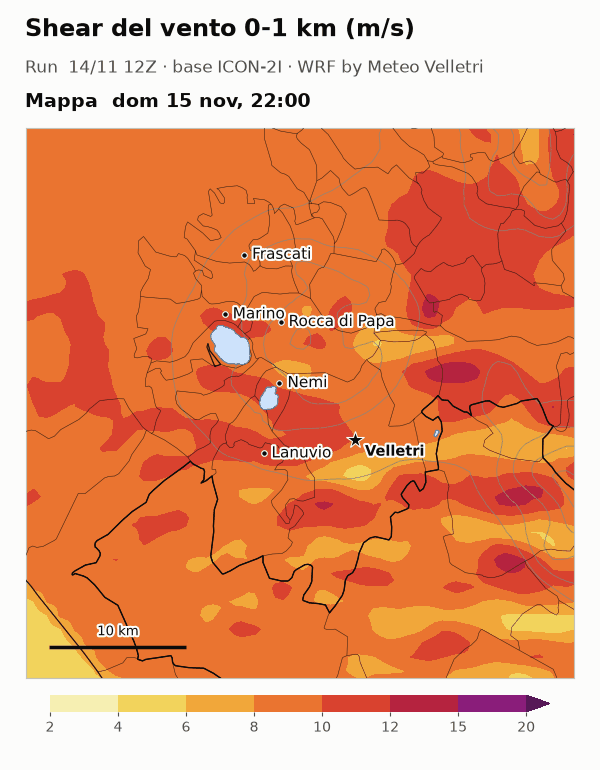 Shear del vento 0-1 km (m/s)
Run  14/11 12Z · base ICON-2I · WRF by Meteo Velletri
Mappa  dom 15 nov, 22:00
Frascati
Marino
Rocca di Papa
Nemi
Velletri
Lanuvio
10 km
2 4 6 8 10 12 15 20